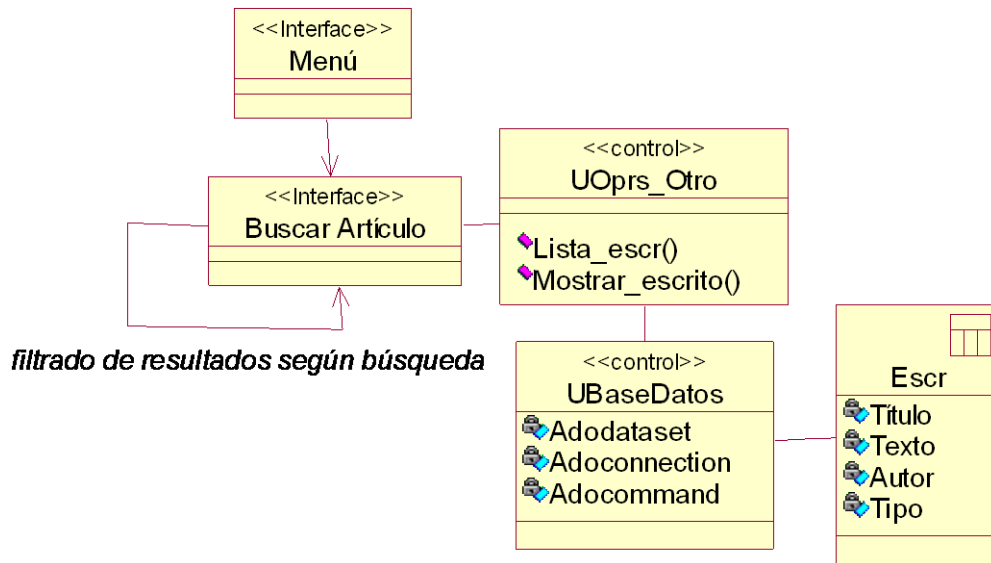 <<Interface>>
Menú
<<Interface>>
Buscar Artículo
filtrado de resultados según búsqueda
<<control>>
UOprs_Otro
Lista_escr()
Mostrar_escrito()
<<control>>
UBaseDatos
Adodataset
Adoconnection
Adocommand
Escr
Título
Texto
Autor
Tipo